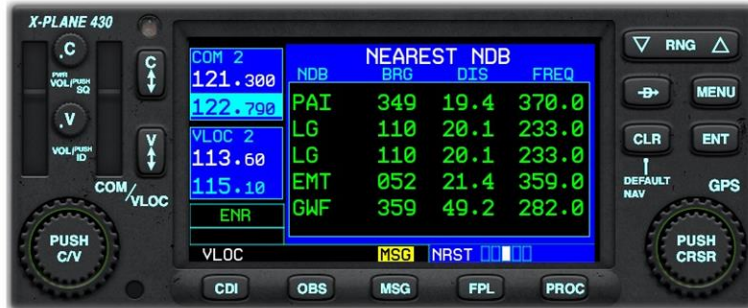 X-PLANE 430
.C
PWR
VOL/PUSH
SQ
.V
VOL/PUSH
ID
C
V
COM/VLOC
PUSH
C/V
COM 2
121.300
122.790
VLOC 2
113.60
115.10
ENR
VLOC
NEAREST NDB
NDB BRG DIS FREQ
PAI 349 19.4 370.0
LG 110 20.1 233.0
LG 110 20.1 233.0
EMT 052 21.4 359.0
GWF 359 49.2 282.0
MSG NRST
CDI OBS MSG FPL PROC
RNG
D MENU
CLR ENT
DEFAULT
NAV
GPS
PUSH
CRSR